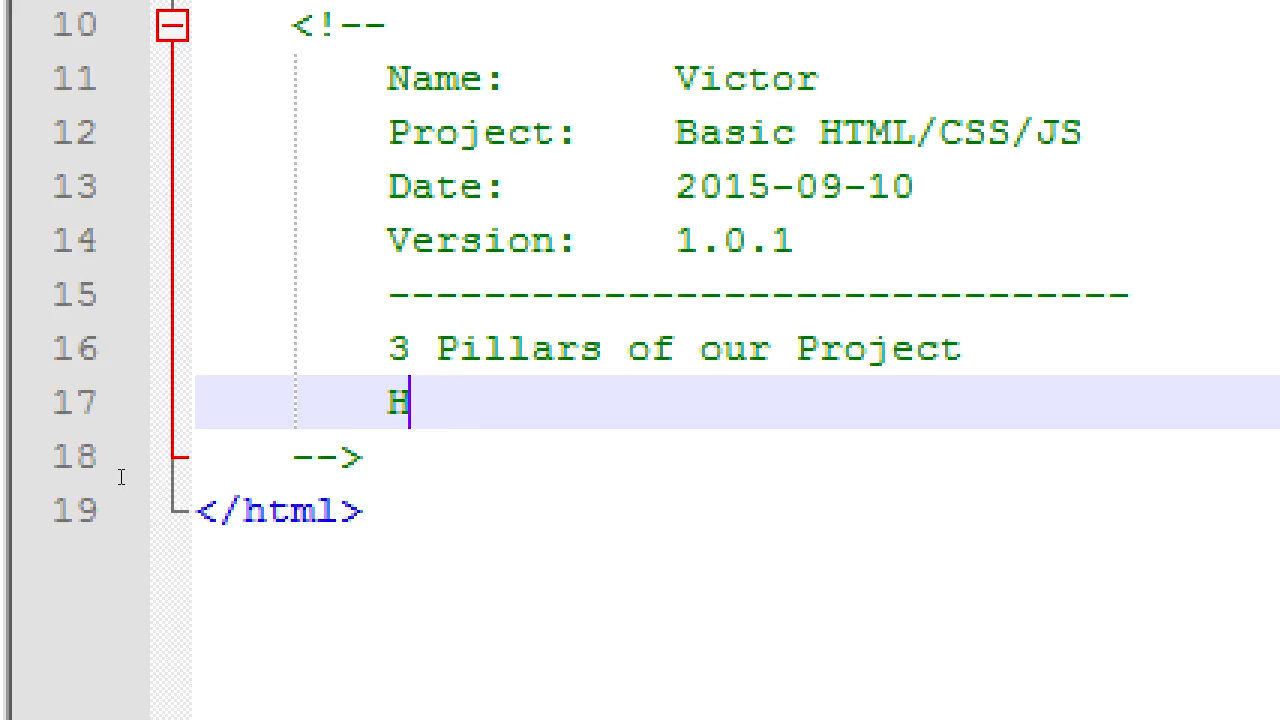 10 <!--
11 Name: Victor
12 Project: Basic HTML/CSS/JS
13 Date: 2015-09-10
14 Version: 1.0.1
15 -------------------------------
16 3 Pillars of our Project
17 H
18 -->
19 </html>